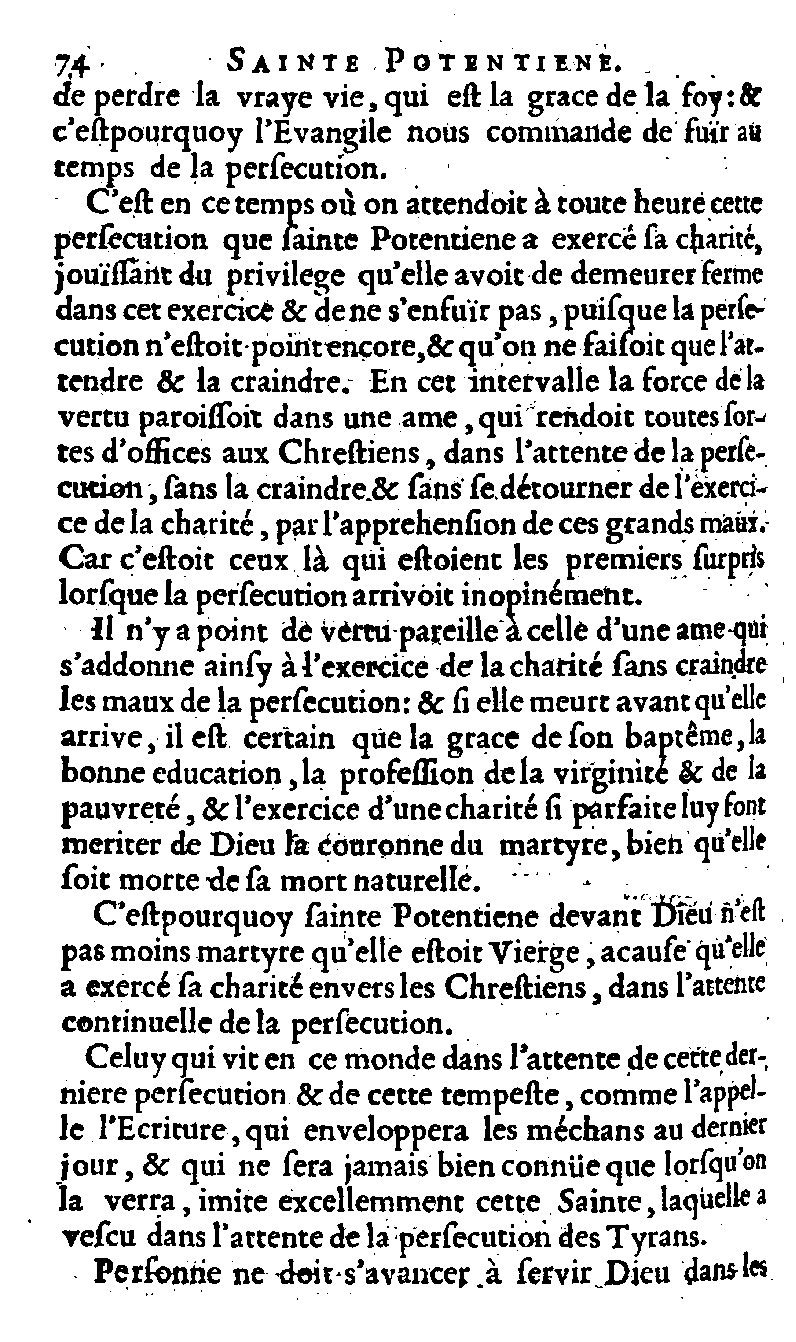 74 SAINTE POTENTIENE.
de perdre la vraye vie, qui eſt la grace de la foy: &
c'eſtpourquoy l'Evangile nous commande de fuïr au
temps de la perſecution.
C'eſt en ce temps où on attendoit à toute heure cette
perſecution que ſainte Potentiene a exercé ſa charité,
jouïſſant du privilege qu'elle avoit de demeurer ferme
dans cet exercice & de ne s'enfuïr pas, puiſque la perſe-
cution n'eſtoit point encore, & qu'on ne faiſoit que l'at-
tendre & la craindre. En cet intervalle la force de la
vertu paroiſſoit dans une ame, qui rendoit toutes ſor-
tes d'offices aux Chreſtiens, dans l'attente de la perſe-
cution, ſans la craindre & ſans ſe détourner de l'exerci-
ce de la charité, par l'apprehenſion de ces grands maux.
Car c'eſtoit ceux là qui eſtoient les premiers ſurpris
lorſque la perſecution arrivoit inopinément.
Il n'y a point de vertu pareille à celle d'une ame qui
s'addonne ainſy à l'exercice de la charité ſans craindre
les maux de la perſecution: & ſi elle meurt avant qu'elle
arrive, il eſt certain que la grace de ſon baptême, la
bonne education, la profeſſion de la virginité & de la
pauvreté, & l'exercice d'une charité ſi parfaite luy font
meriter de Dieu la couronne du martyre, bien qu'elle
ſoit morte de ſa mort naturelle.
C'eſtpourquoy ſainte Potentiene devant Dieu n'eſt
pas moins martyre qu'elle eſtoit Vierge, acauſe qu'elle
a exercé ſa charité envers les Chreſtiens, dans l'attente
continuelle de la perſecution.
Celuy qui vit en ce monde dans l'attente de cette der-
niere perſecution & de cette tempeſte, comme l'appel-
le l'Ecriture, qui enveloppera les méchans au dernier
jour, & qui ne ſera jamais bien connüe que lorſqu'on
la verra, imite excellemment cette Sainte, laquelle a
veſcu dans l'attente de la perſecution des Tyrans.
Perſonne ne doit s'avancer à ſervir Dieu dans les